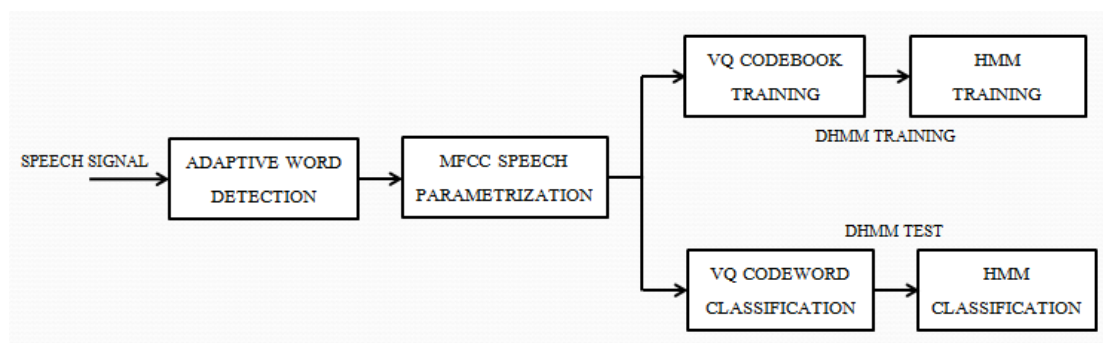 SPEECH SIGNAL
ADAPTIVE WORD
DETECTION
MFCC SPEECH
PARAMETRIZATION
VQ CODEBOOK
TRAINING
HMM
TRAINING
DHMM TRAINING
DHMM TEST
VQ CODEWORD
CLASSIFICATION
HMM
CLASSIFICATION